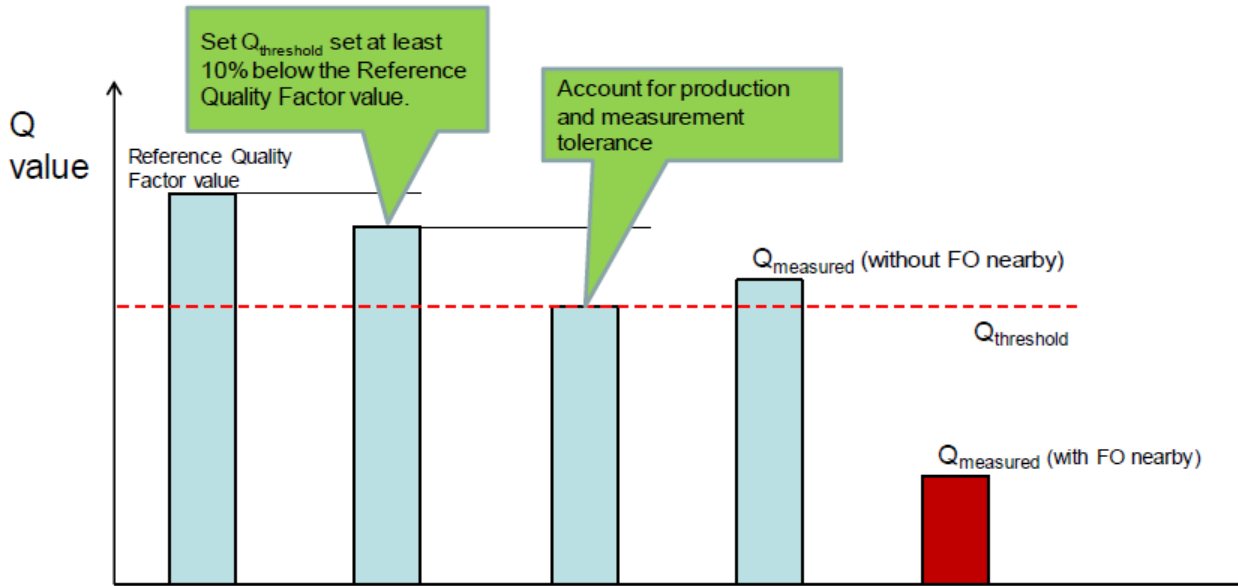 Set Qthreshold set at least
10% below the Reference
Quality Factor value.
Account for production
and measurement
tolerance
Q
value
Reference Quality
Factor value
Qmeasured (without FO nearby)
Qthreshold
Qmeasured (with FO nearby)